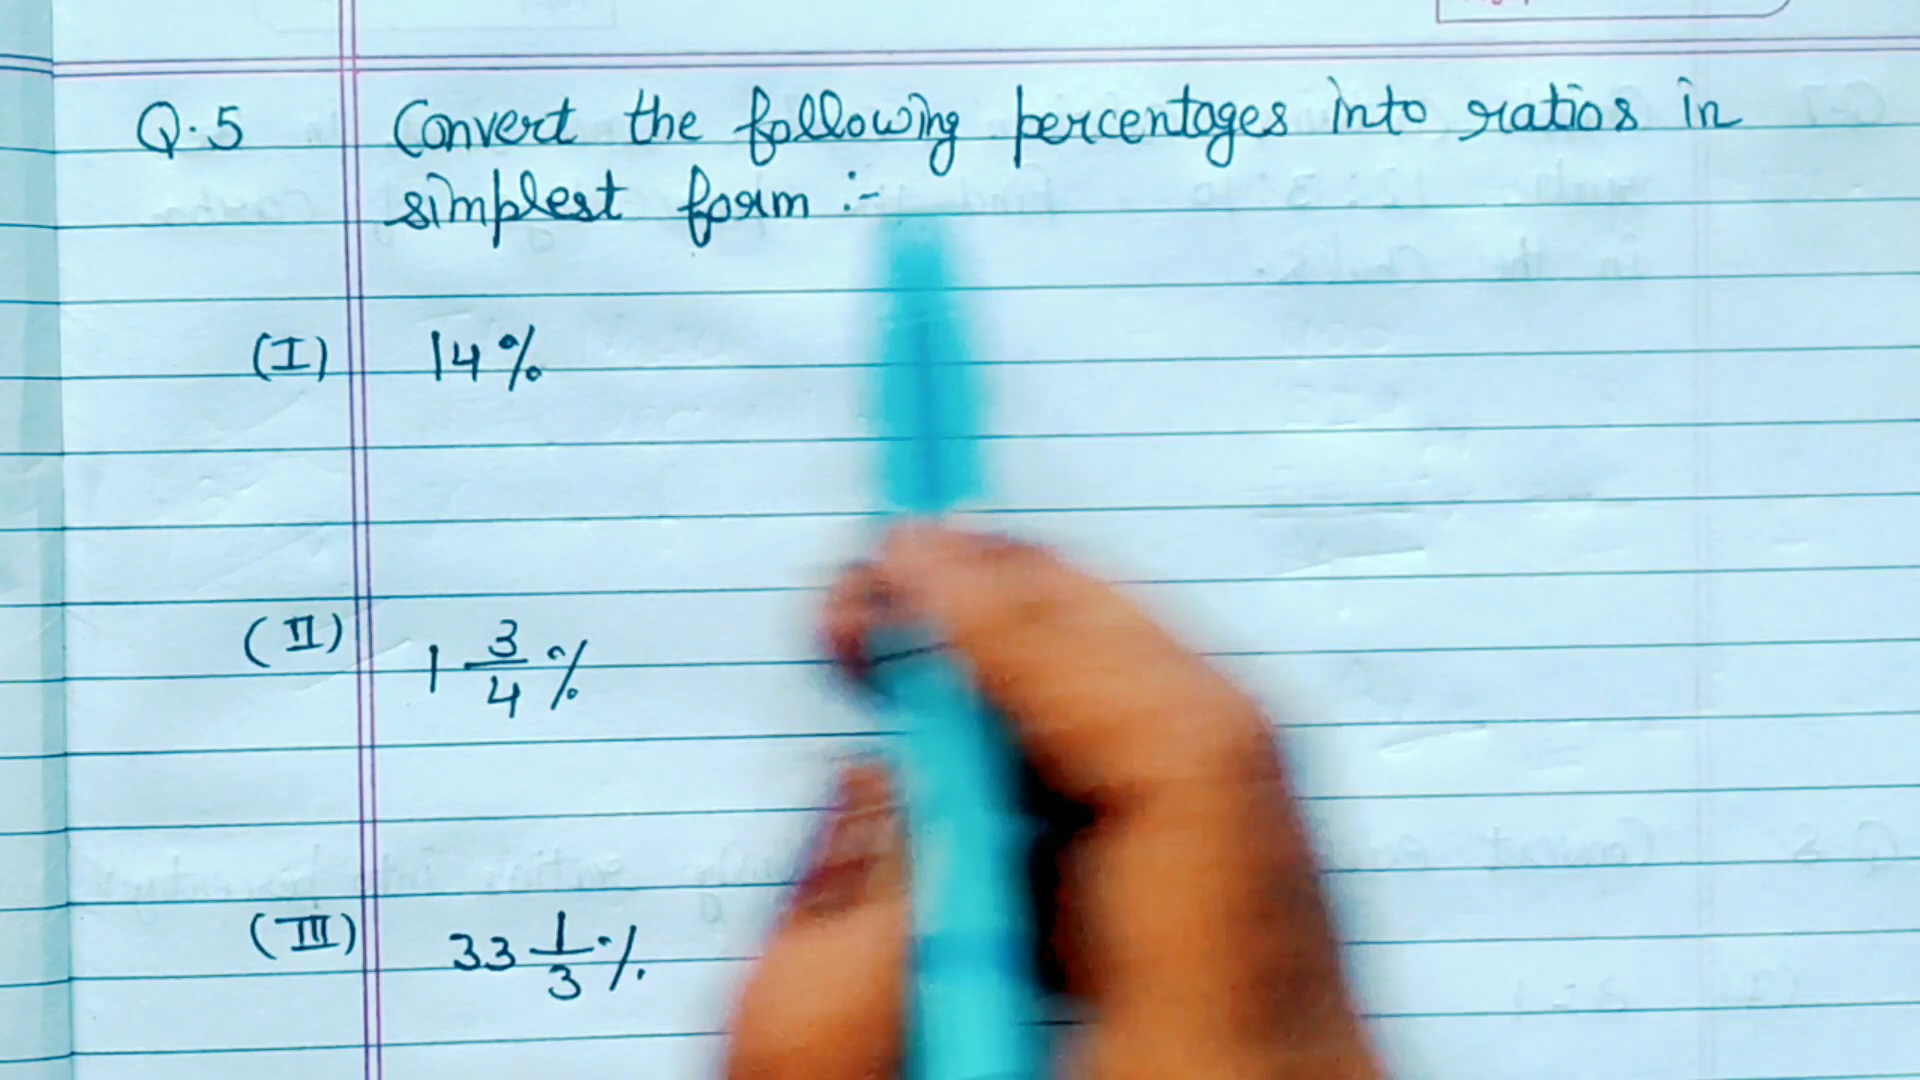 Q.5 Convert the following percentages into ratios in
simplest form :-
(I) 14%
(II) 1 3/4 %
(III) 33 1/3 %